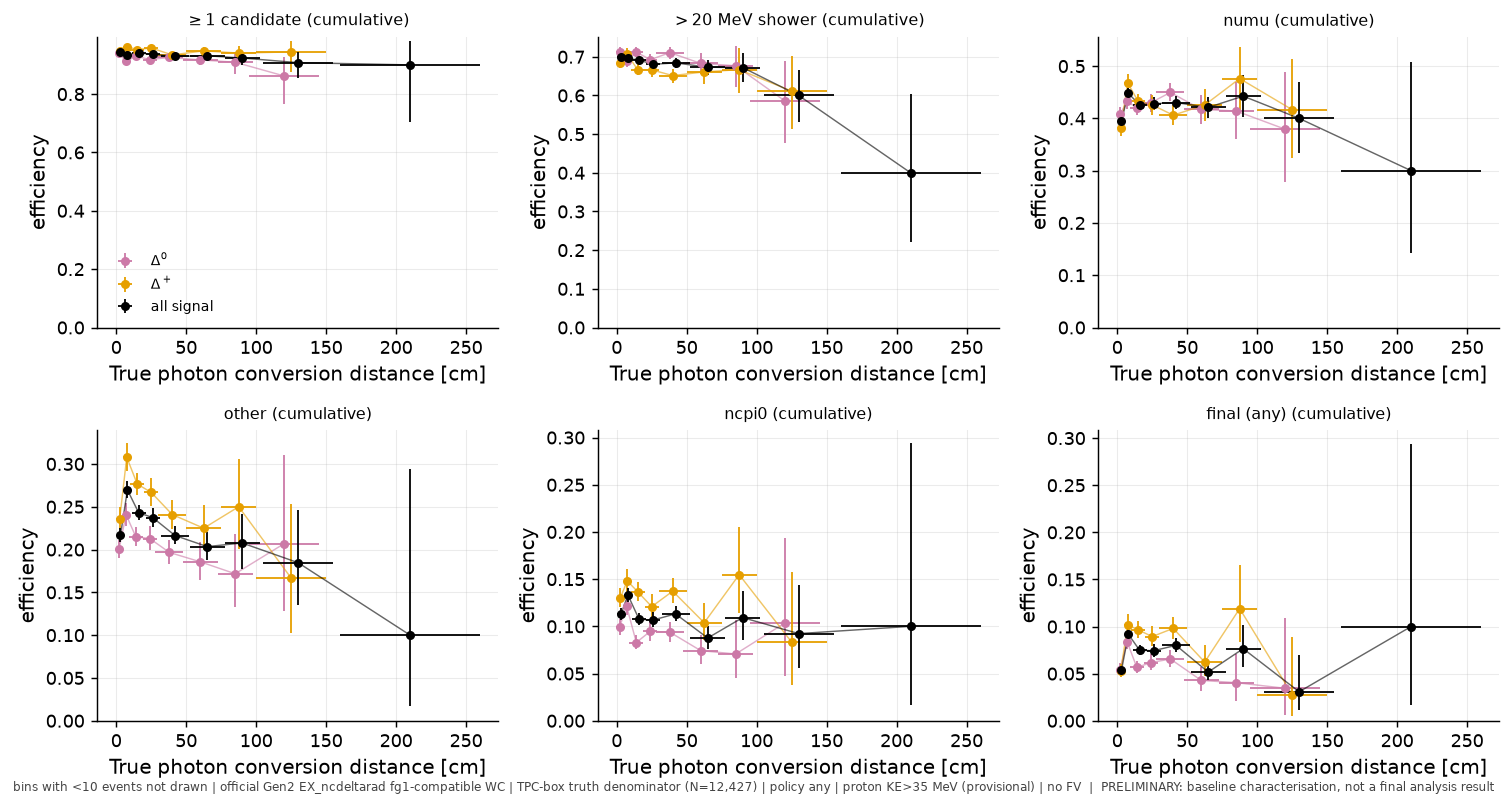 ≥ 1 candidate (cumulative)
> 20 MeV shower (cumulative)
numu (cumulative)
efficiency
0.8
0.6
0.4
0.2
0.0
Δ⁰
Δ⁺
all signal
0 50 100 150 200 250
True photon conversion distance [cm]
efficiency
0.7
0.6
0.5
0.4
0.3
0.2
0.1
0.0
0 50 100 150 200 250
True photon conversion distance [cm]
efficiency
0.5
0.4
0.3
0.2
0.1
0.0
0 50 100 150 200 250
True photon conversion distance [cm]
other (cumulative)
ncpi0 (cumulative)
final (any) (cumulative)
efficiency
0.30
0.25
0.20
0.15
0.10
0.05
0.00
0 50 100 150 200 250
True photon conversion distance [cm]
efficiency
0.30
0.25
0.20
0.15
0.10
0.05
0.00
0 50 100 150 200 250
True photon conversion distance [cm]
efficiency
0.30
0.25
0.20
0.15
0.10
0.05
0.00
0 50 100 150 200 250
True photon conversion distance [cm]
bins with <10 events not drawn | official Gen2 EX_ncdeltarad fg1-compatible WC | TPC-box truth denominator (N=12,427) | policy any | proton KE>35 MeV (provisional) | no FV | PRELIMINARY: baseline characterisation, not a final analysis result